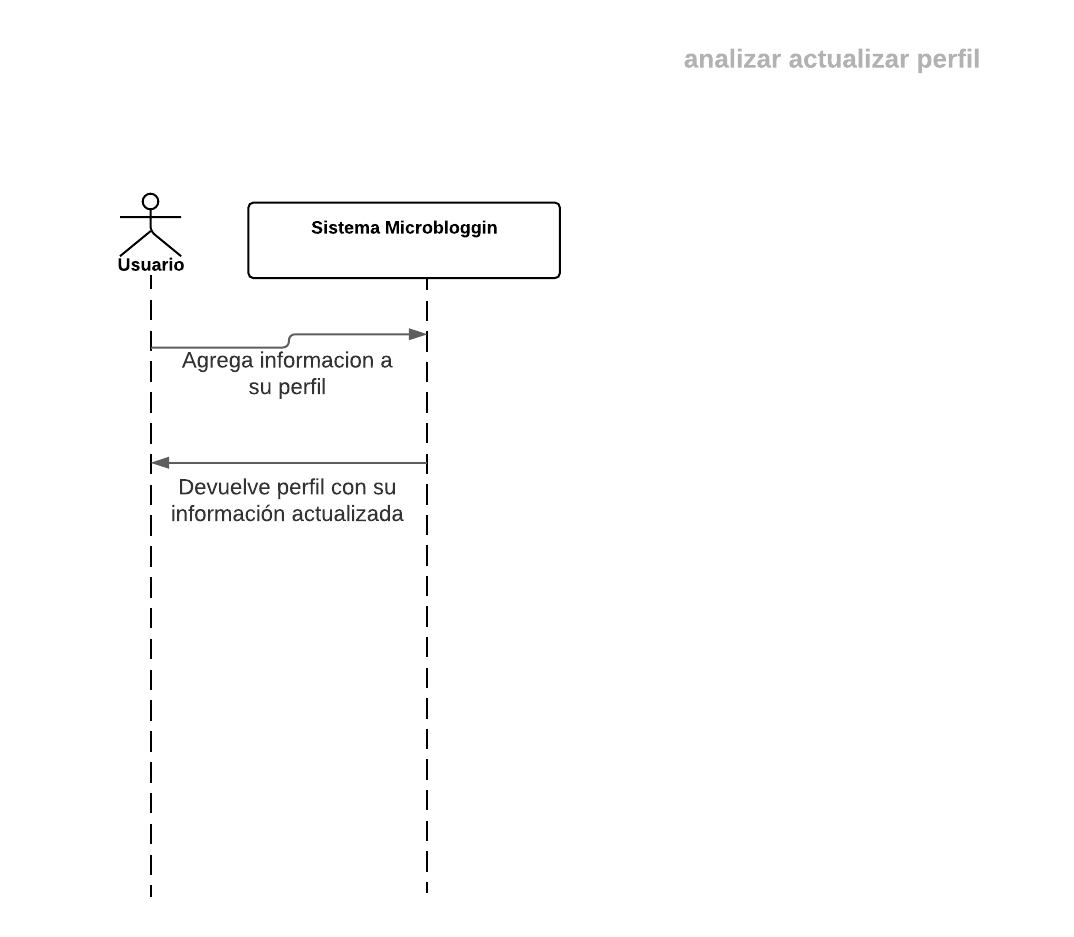 analizar actualizar perfil
Sistema Microbloggin
Usuario
Agrega informacion a
su perfil
Devuelve perfil con su
información actualizada